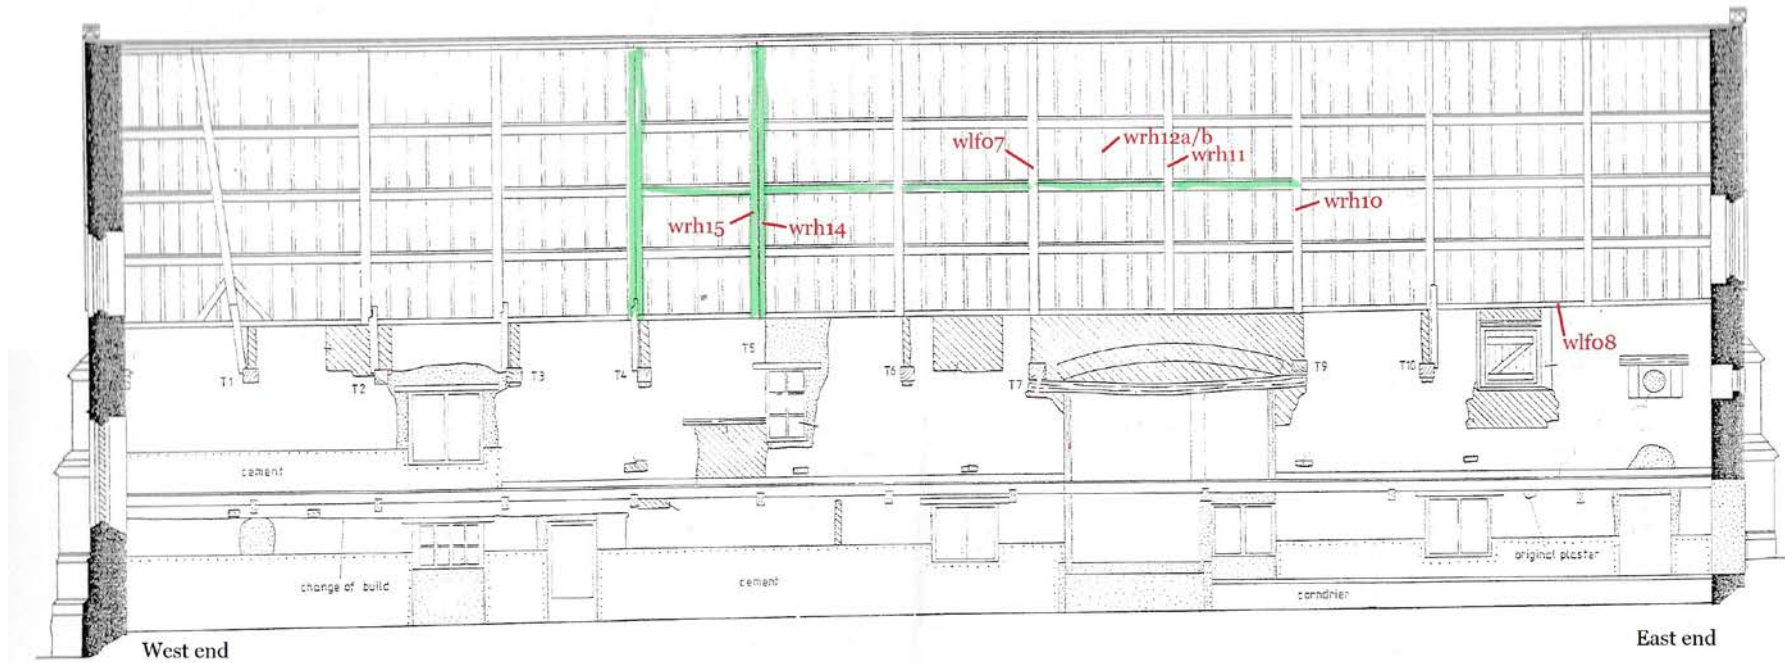 wlf07
wrh12a/b
wrh11
wrh15
wrh14
wrh10
wlf08
T1
T2
T3
T4
T5
T6
T7
T9
T10
cement
change of build
cement
original plaster
corndrier
West end
East end